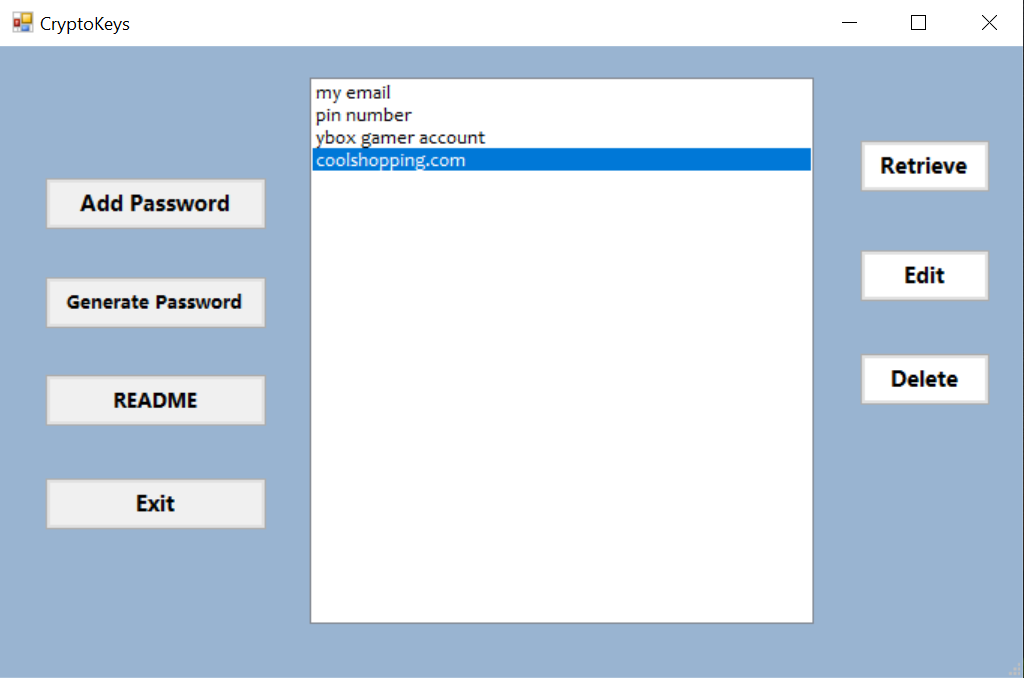 CryptoKeys
my email
pin number
ybox gamer account
coolshopping.com
Add Password
Generate Password
README
Exit
Retrieve
Edit
Delete